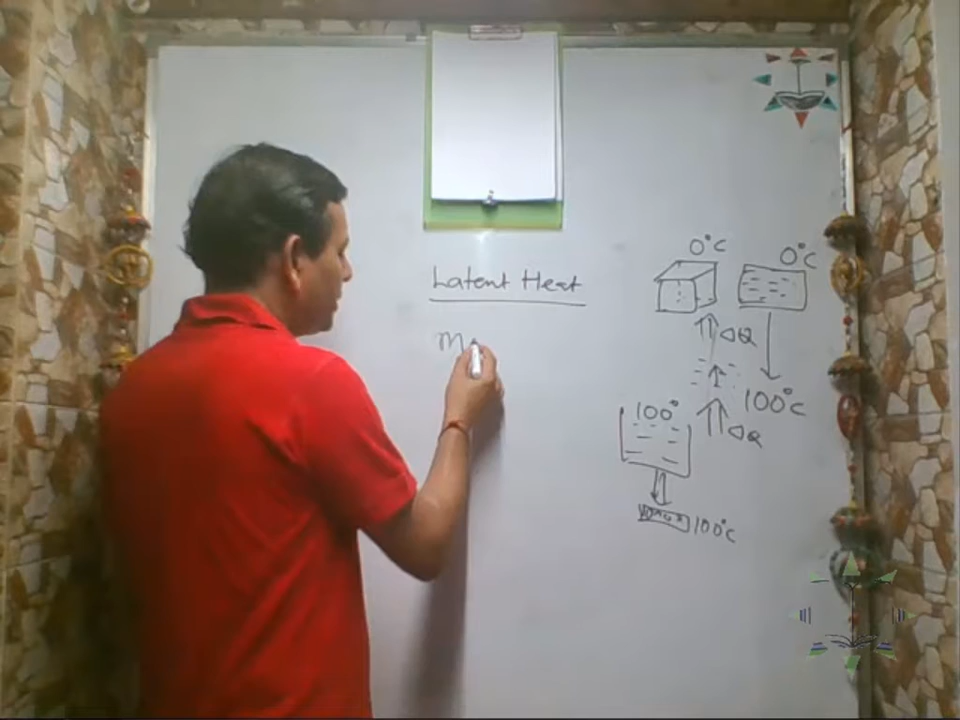 Latent Heat
m
0°C 0°C
ΔQ
100°C
100°
ΔQ
100°C